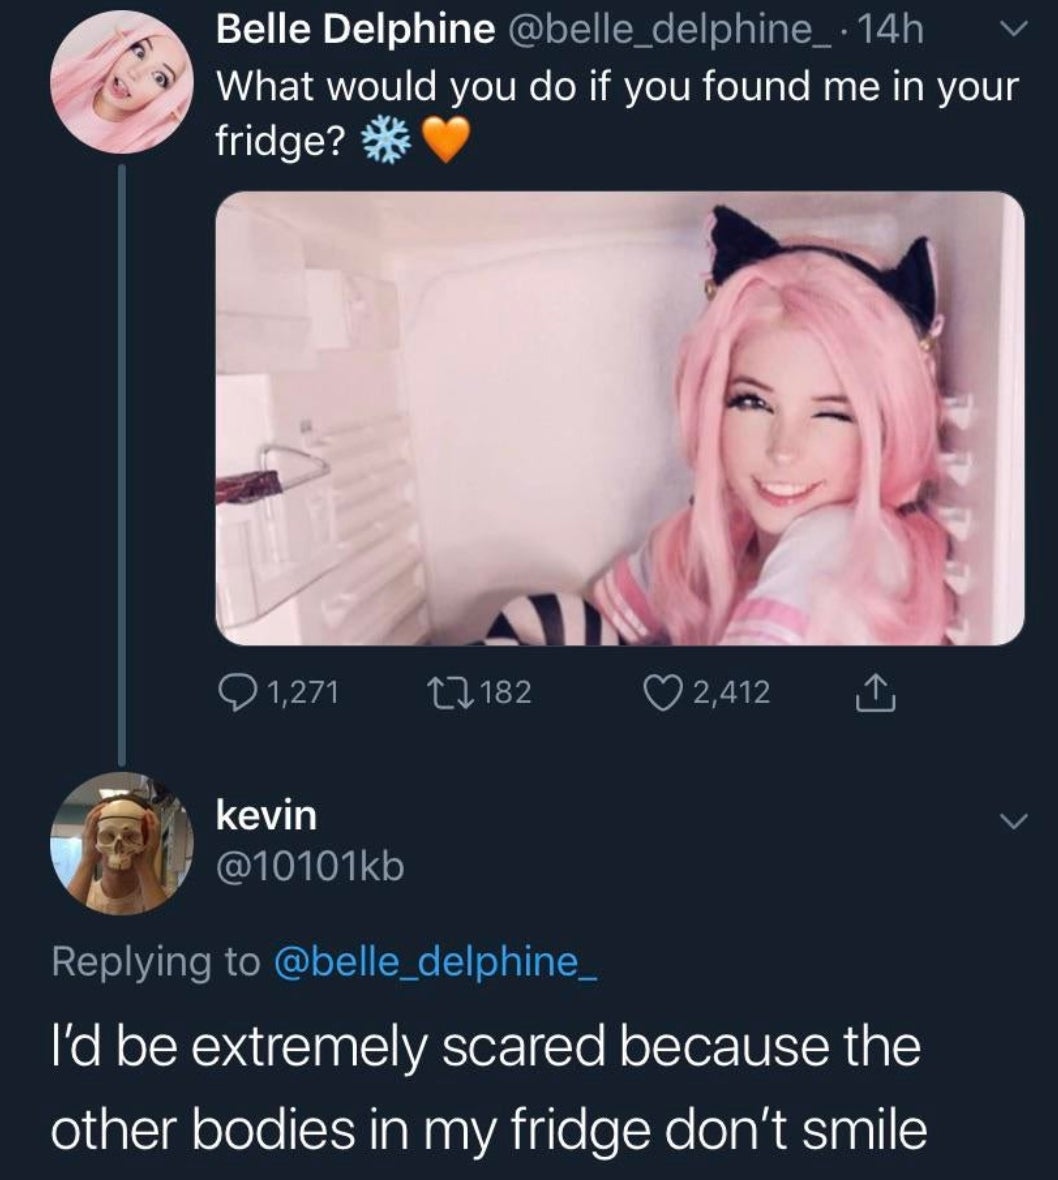 Belle Delphine @belle_delphine_ · 14h
What would you do if you found me in your
fridge? ❄️🧡
1,271 182 2,412
kevin
@10101kb
Replying to @belle_delphine_
I'd be extremely scared because the
other bodies in my fridge don't smile